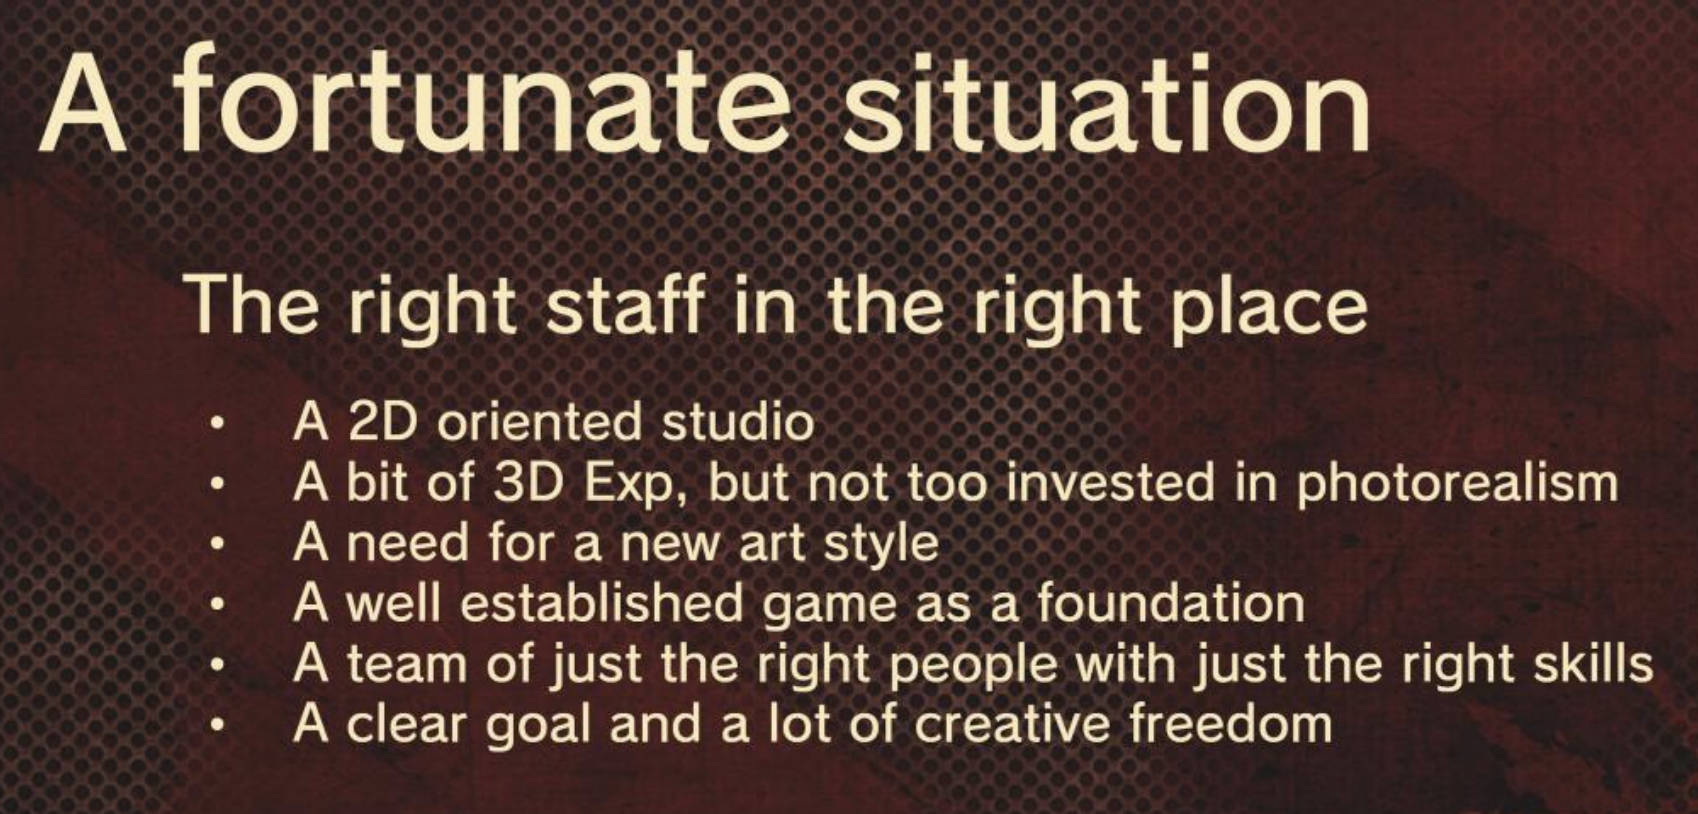 A fortunate situation
The right staff in the right place
• A 2D oriented studio
• A bit of 3D Exp, but not too invested in photorealism
• A need for a new art style
• A well established game as a foundation
• A team of just the right people with just the right skills
• A clear goal and a lot of creative freedom